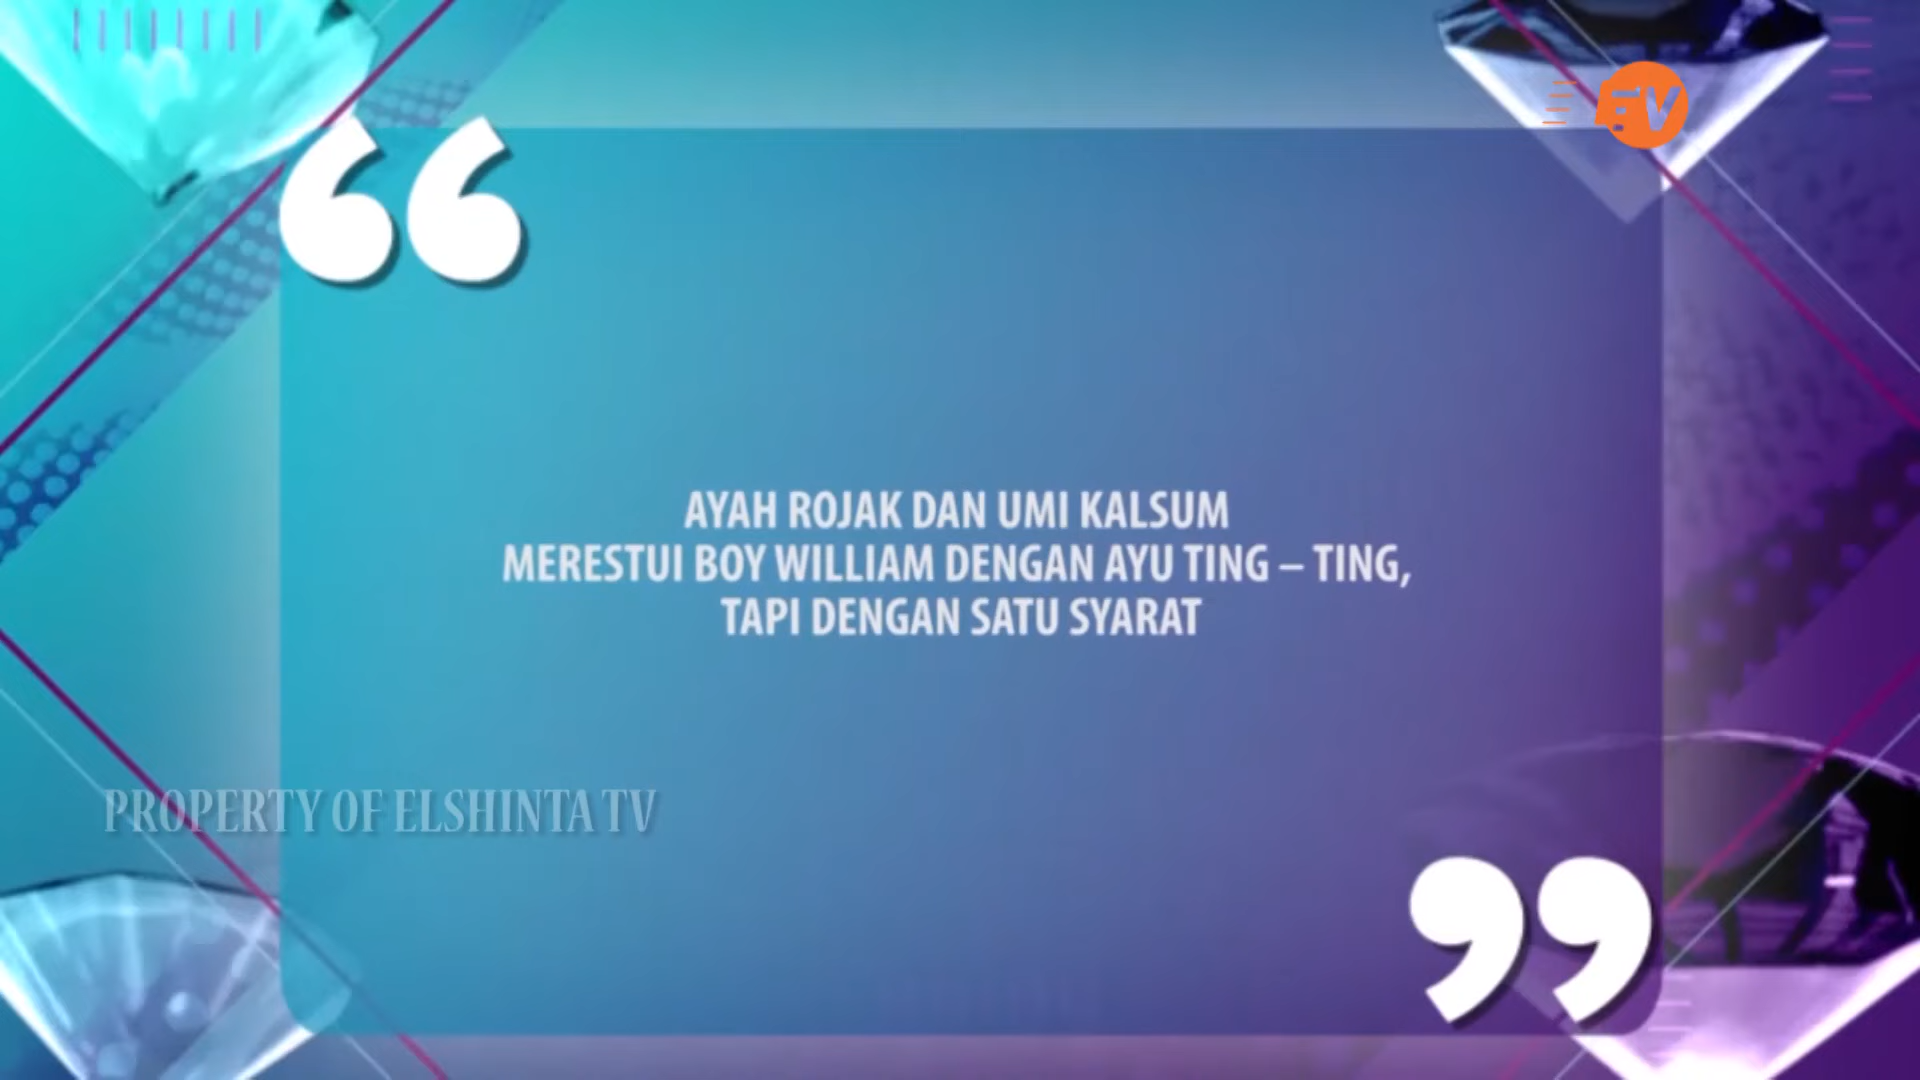 AYAH ROJAK DAN UMI KALSUM
MERESTUI BOY WILLIAM DENGAN AYU TING – TING,
TAPI DENGAN SATU SYARAT
PROPERTY OF ELSHINTA TV